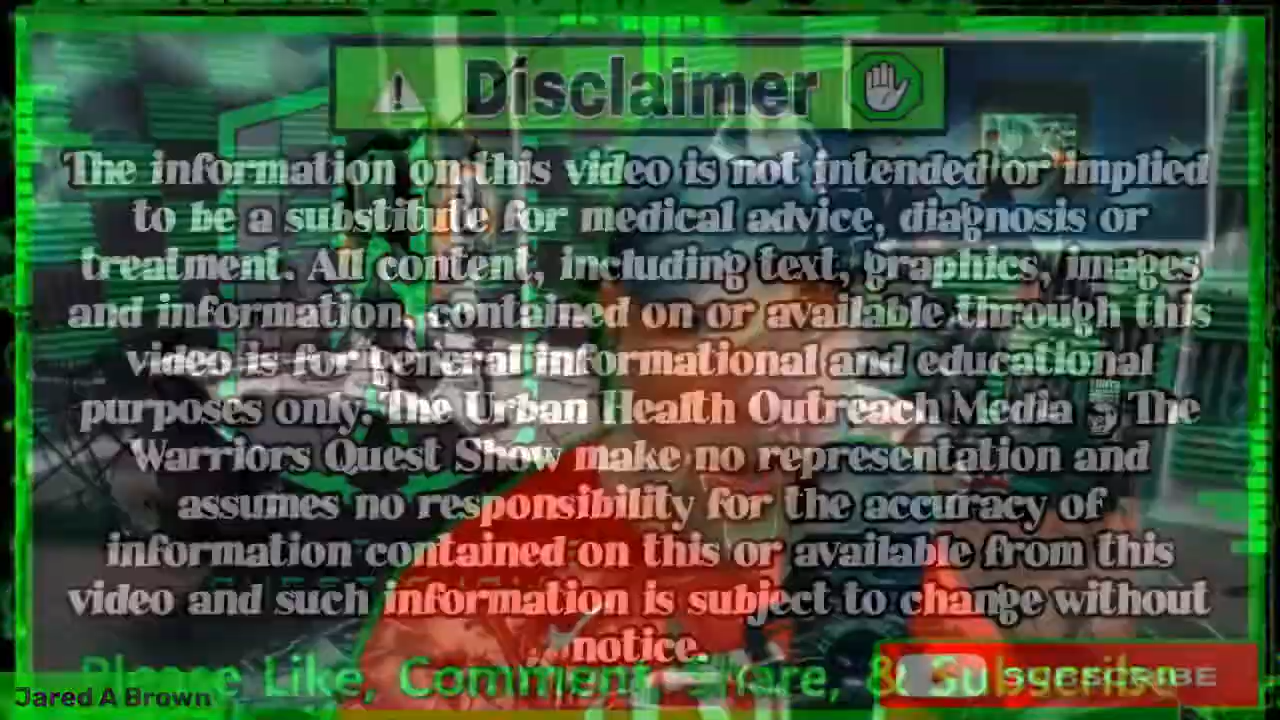 Disclaimer
The information on this video is not intended or implied
to be a substitute for medical advice, diagnosis or
treatment. All content, including text, graphics, images
and information, contained on or available through this
video is for general informational and educational
purposes only. The Urban Health Outreach Media & The
Warriors Quest Show make no representation and
assumes no responsibility for the accuracy of
information contained on this or available from this
video and such information is subject to change without
notice.
Please Like, Comment, Share, & Subscribe
SUBSCRIBE
Jared A Brown